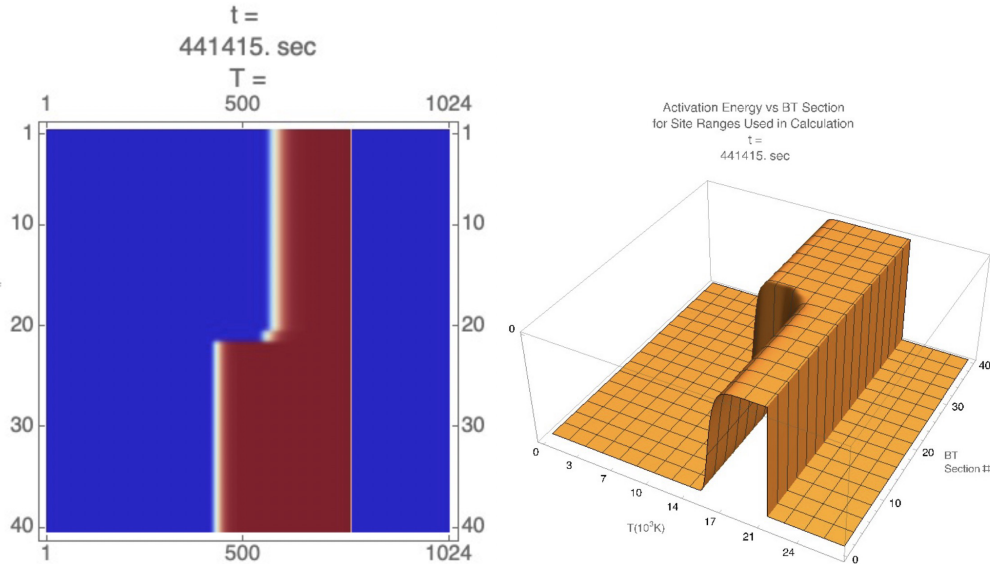 t =
441415. sec
T =
1 500 1024
1 1
10 10
20 20
30 30
40 40
1 500 1024
Activation Energy vs BT Section
for Site Ranges Used in Calculation
t =
441415. sec
0
40
30
20
10
0
BT
Section #
0 3 7 10 14 17 21 24
T(10³K)